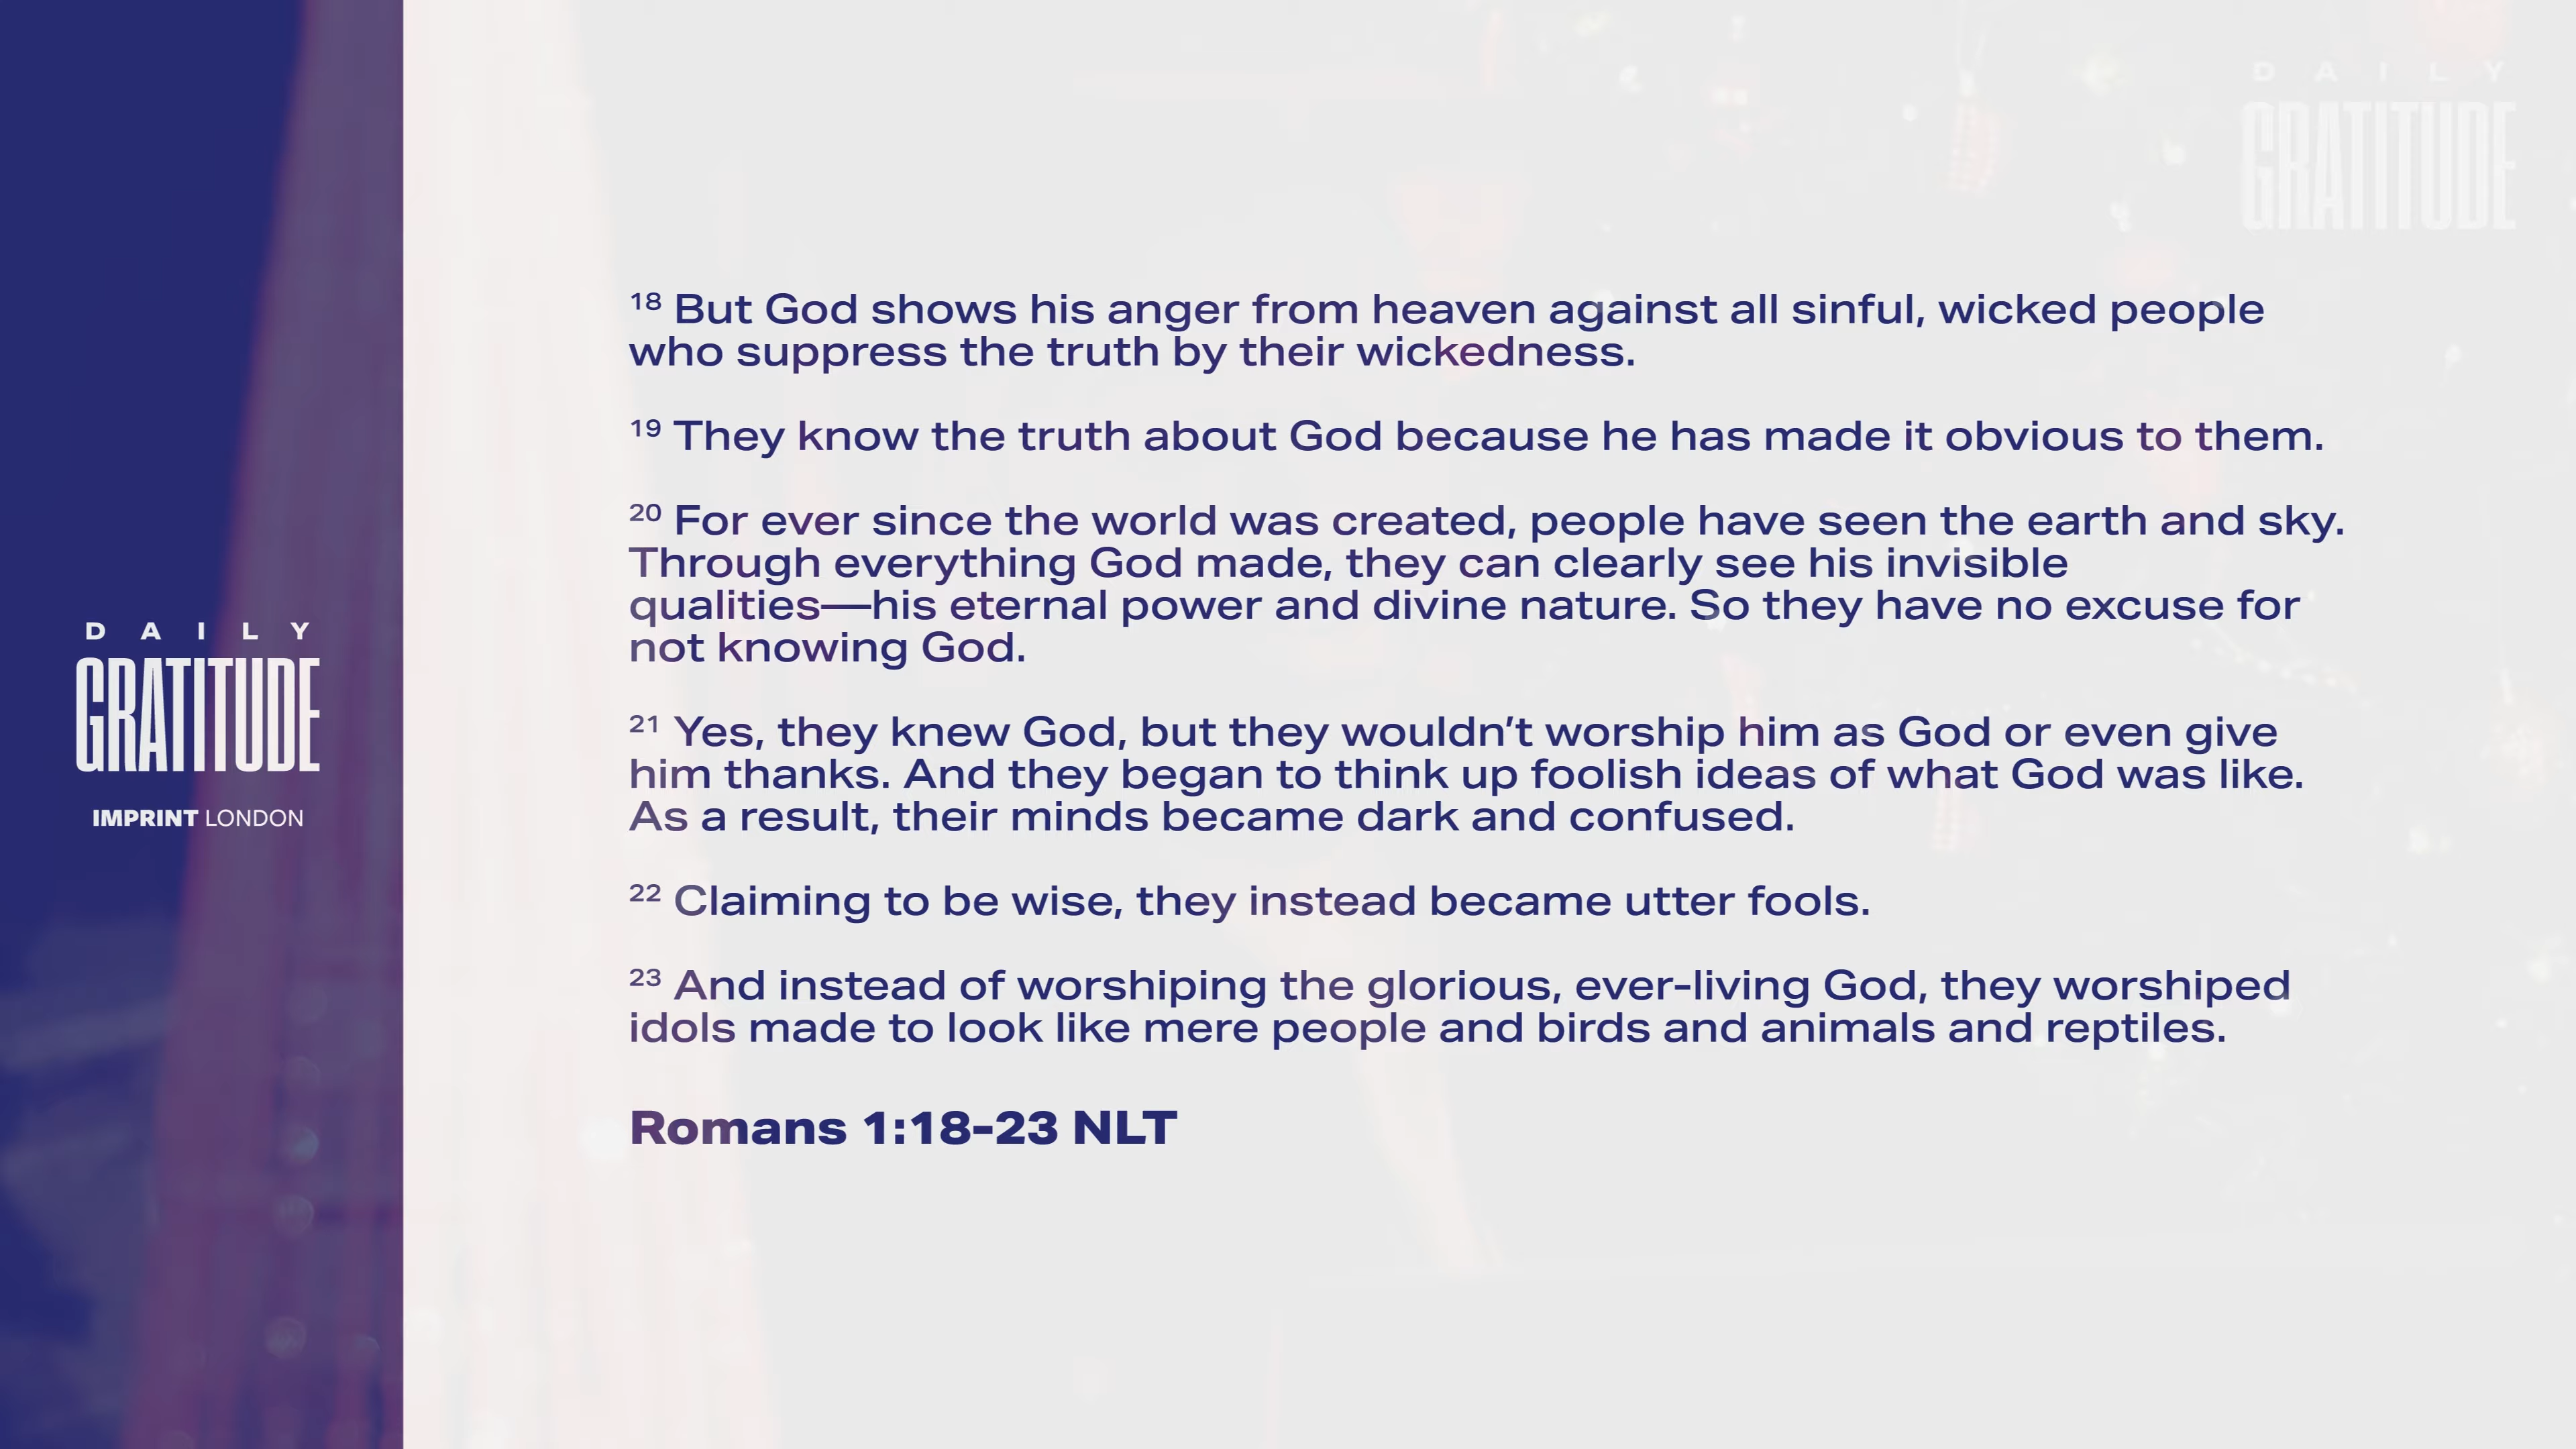 DAILY
GRATITUDE
IMPRINT LONDON
DAILY
GRATITUDE
18 But God shows his anger from heaven against all sinful, wicked people
who suppress the truth by their wickedness.
19 They know the truth about God because he has made it obvious to them.
20 For ever since the world was created, people have seen the earth and sky.
Through everything God made, they can clearly see his invisible
qualities—his eternal power and divine nature. So they have no excuse for
not knowing God.
21 Yes, they knew God, but they wouldn’t worship him as God or even give
him thanks. And they began to think up foolish ideas of what God was like.
As a result, their minds became dark and confused.
22 Claiming to be wise, they instead became utter fools.
23 And instead of worshiping the glorious, ever-living God, they worshiped
idols made to look like mere people and birds and animals and reptiles.
Romans 1:18-23 NLT